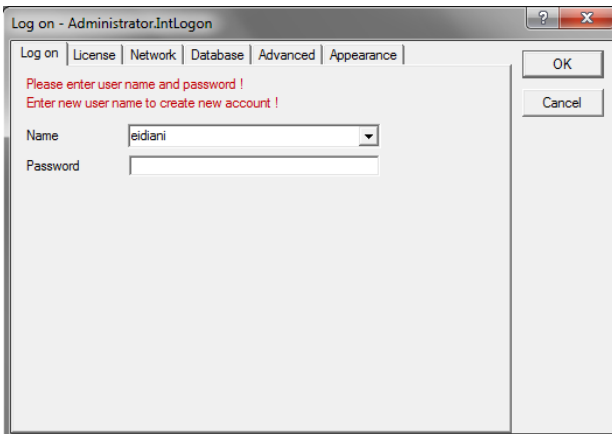 Log on - Administrator.IntLogon
?
X
Log on License Network Database Advanced Appearance
OK
Please enter user name and password !
Enter new user name to create new account !
Cancel
Name eidiani
Password